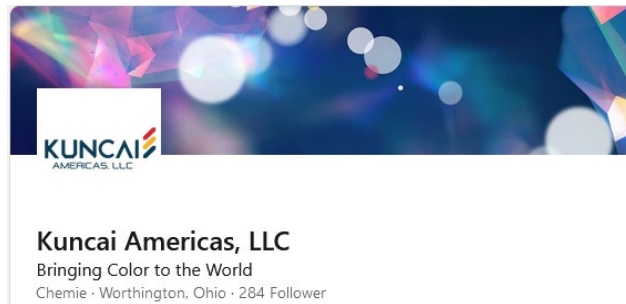 KUNCAI
AMERICAS, LLC
Kuncai Americas, LLC
Bringing Color to the World
Chemie · Worthington, Ohio · 284 Follower